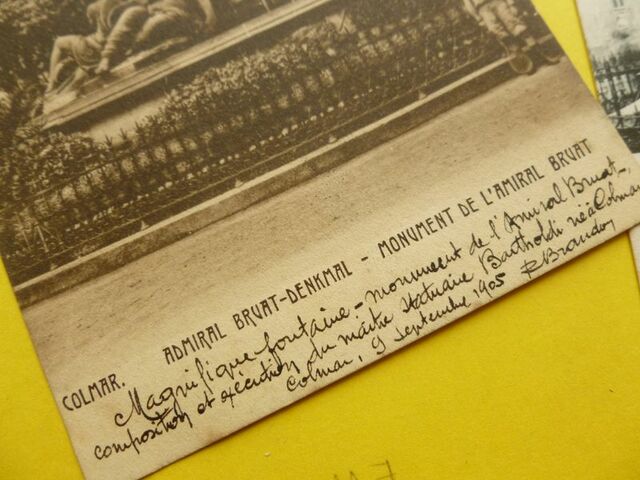 COLMAR. ADMIRAL BRUAT-DENKMAL - MONUMENT DE L'AMIRAL BRUAT
Magnifique fontaine - monument de l'Amiral Bruat -
composition et exécution du maître statuaire Bartholdi né à Colmar
Colmar, 9 Septembre 1905 R Brandon